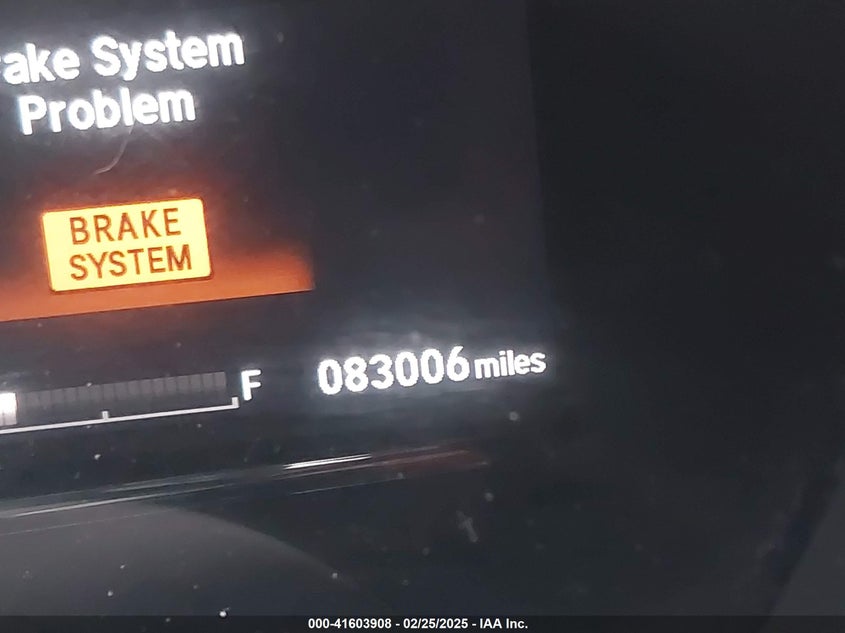 ake System
Problem
BRAKE
SYSTEM
F
083006 miles
000-41603908 - 02/25/2025 - IAA Inc.